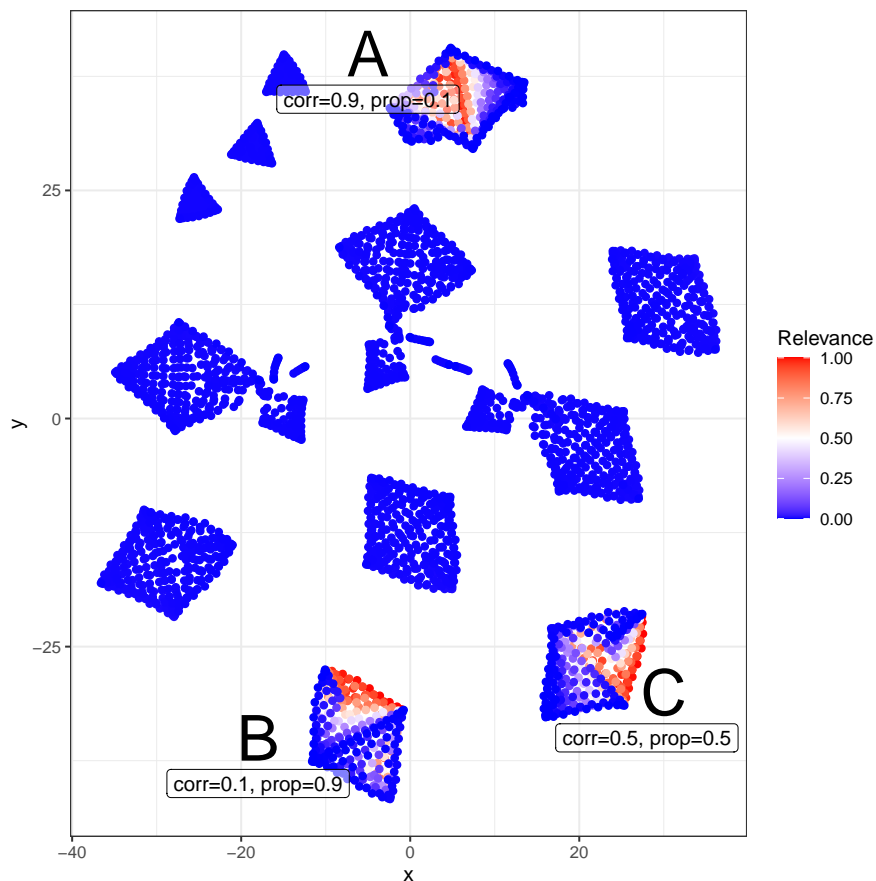 A
corr=0.9, prop=0.1
25
0
−25
y
B
corr=0.1, prop=0.9
C
corr=0.5, prop=0.5
−40
−20
0
20
x
Relevance
1.00
0.75
0.50
0.25
0.00